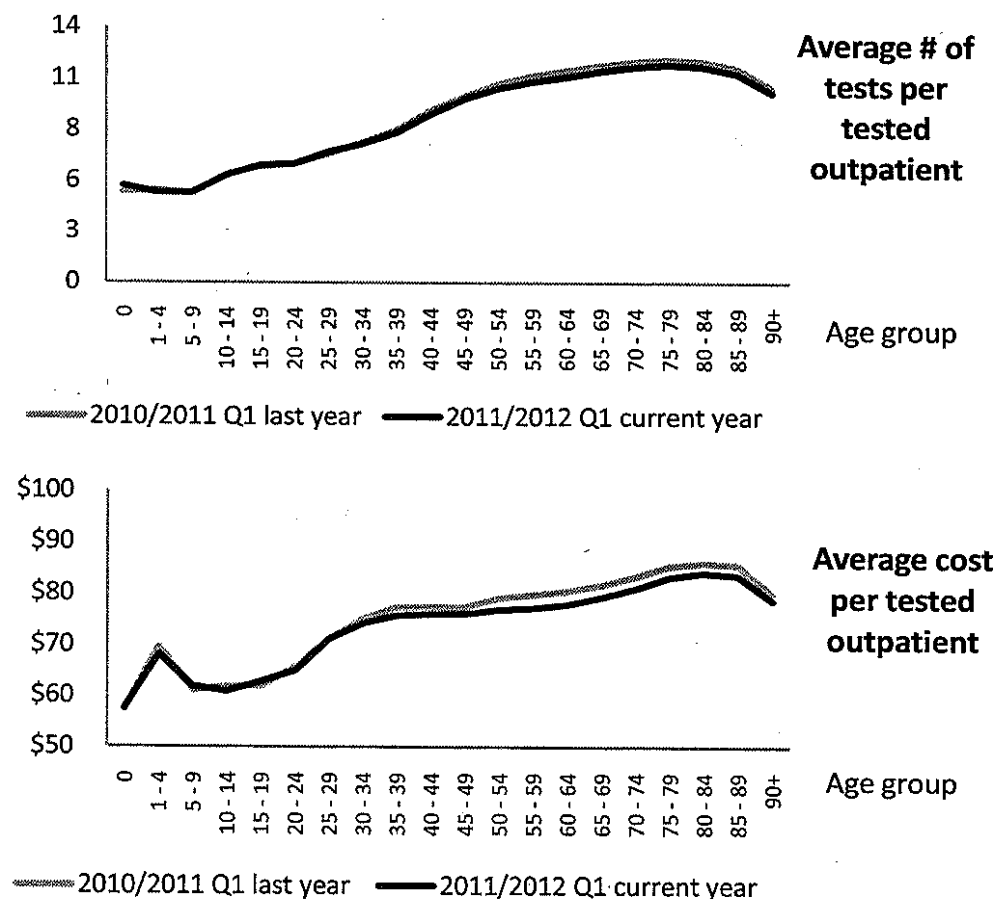 14
11
8
6
3
0
Average # of
tests per
tested
outpatient
0
1 - 4
5 - 9
10 - 14
15 - 19
20 - 24
25 - 29
30 - 34
35 - 39
40 - 44
45 - 49
50 - 54
55 - 59
60 - 64
65 - 69
70 - 74
75 - 79
80 - 84
85 - 89
90+
Age group
2010/2011 Q1 last year 2011/2012 Q1 current year
$100
$90
$80
$70
$60
$50
Average cost
per tested
outpatient
0
1 - 4
5 - 9
10 - 14
15 - 19
20 - 24
25 - 29
30 - 34
35 - 39
40 - 44
45 - 49
50 - 54
55 - 59
60 - 64
65 - 69
70 - 74
75 - 79
80 - 84
85 - 89
90+
Age group
2010/2011 Q1 last year 2011/2012 Q1 current year